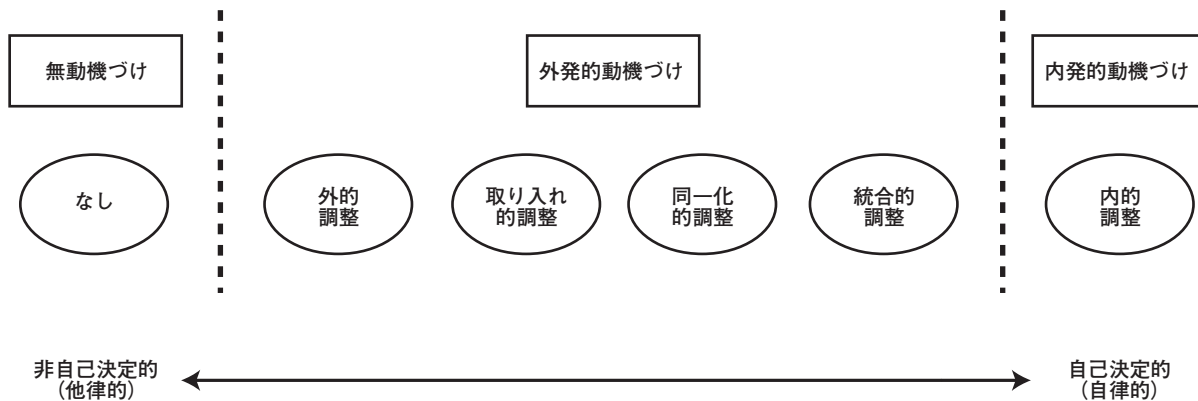 無動機づけ
外発的動機づけ
内発的動機づけ
なし
外的
調整
取り入れ
的調整
同一化
的調整
統合的
調整
内的
調整
非自己決定的
（他律的）
自己決定的
（自律的）